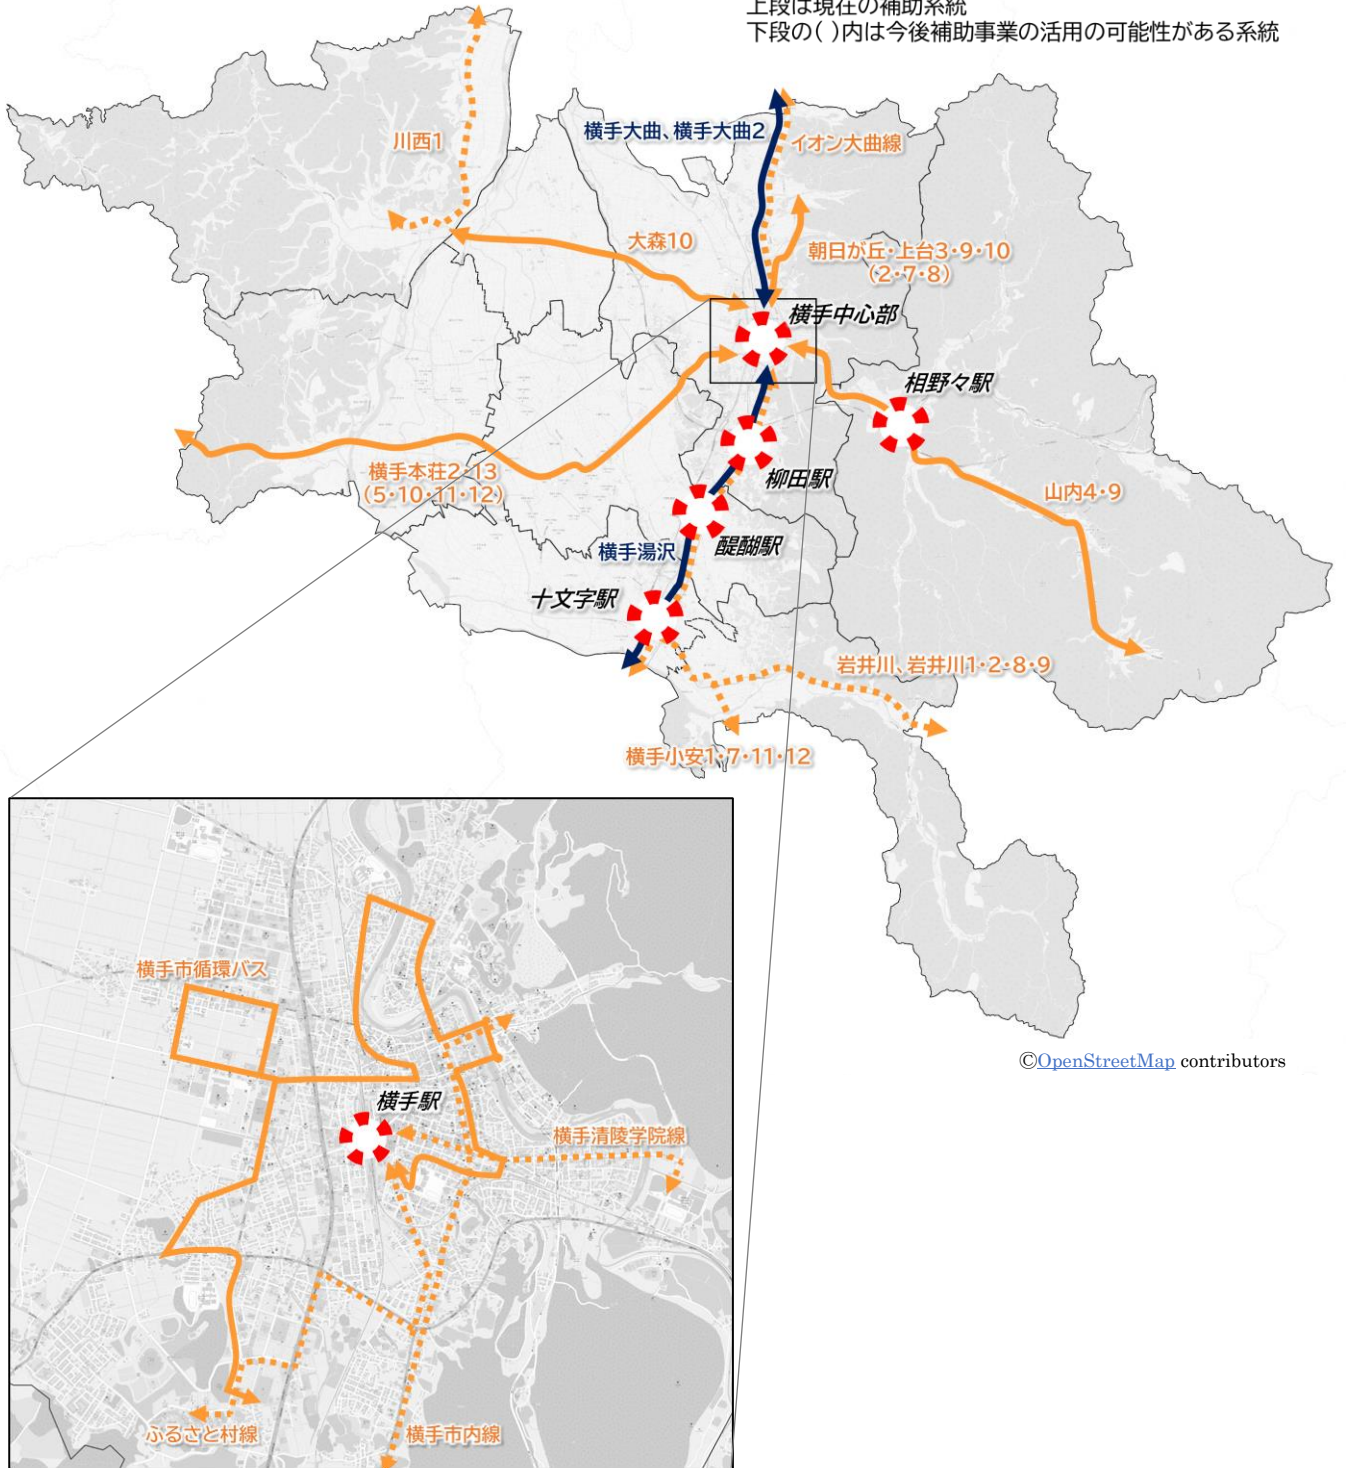 上段は現在の補助系統
下段の( )内は今後補助事業の活用の可能性がある系統
川西1
横手大曲、横手大曲2
イオン大曲線
大森10
朝日が丘・上台3・9・10
(2・7・8)
横手中心部
相野々駅
横手本荘2・13
(5・10・11・12)
柳田駅
山内4・9
醍醐駅
横手湯沢
十文字駅
岩井川、岩井川1・2・8・9
横手小安1・7・11・12
©OpenStreetMap contributors
横手市循環バス
横手駅
横手清陵学院線
ふるさと村線
横手市内線